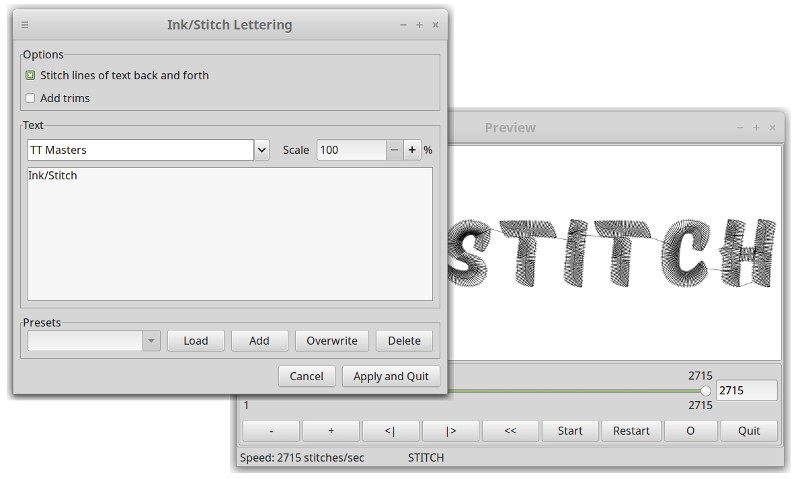 Ink/Stitch Lettering
Options
Stitch lines of text back and forth
Add trims
Text
TT Masters
Scale 100 %
Ink/Stitch
Presets
Load Add Overwrite Delete
Cancel Apply and Quit
Preview
STITCH
2715
2715
1 2715
- + <| |> << Start Restart O Quit
Speed: 2715 stitches/sec STITCH